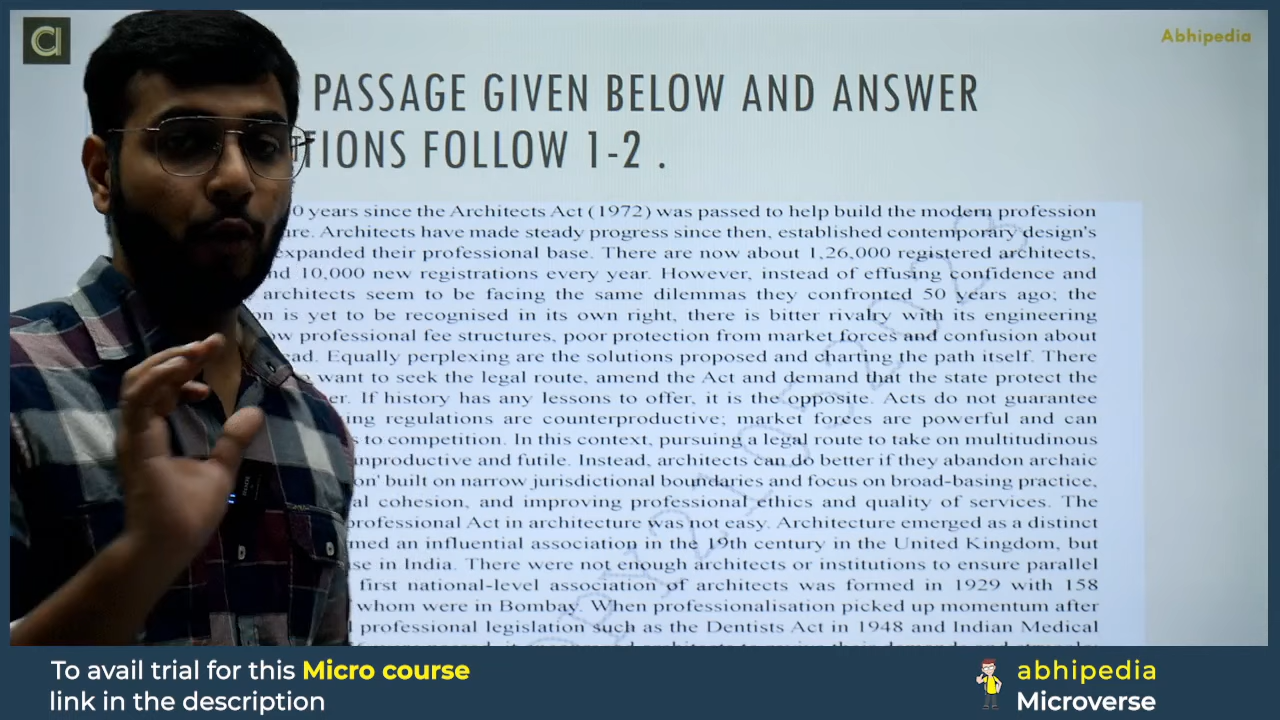 Abhipedia
PASSAGE GIVEN BELOW AND ANSWER
TIONS FOLLOW 1-2 .
0 years since the Architects Act (1972) was passed to help build the modern profession
ure. Architects have made steady progress since then, established contemporary design's
expanded their professional base. There are now about 1,26,000 registered architects,
nd 10,000 new registrations every year. However, instead of effusing confidence and
architects seem to be facing the same dilemmas they confronted 50 years ago; the
on is yet to be recognised in its own right, there is bitter rivalry with its engineering
w professional fee structures, poor protection from market forces and confusion about
ead. Equally perplexing are the solutions proposed and charting the path itself. There
want to seek the legal route, amend the Act and demand that the state protect the
er. If history has any lessons to offer, it is the opposite. Acts do not guarantee
ing regulations are counterproductive; market forces are powerful and can
s to competition. In this context, pursuing a legal route to take on multitudinous
unproductive and futile. Instead, architects can do better if they abandon archaic
on' built on narrow jurisdictional boundaries and focus on broad-basing practice,
al cohesion, and improving professional ethics and quality of services. The
professional Act in architecture was not easy. Architecture emerged as a distinct
rmed an influential association in the 19th century in the United Kingdom, but
se in India. There were not enough architects or institutions to ensure parallel
first national-level association of architects was formed in 1929 with 158
whom were in Bombay. When professionalisation picked up momentum after
professional legislation such as the Dentists Act in 1948 and Indian Medical
To avail trial for this Micro course
link in the description
abhipedia
Microverse